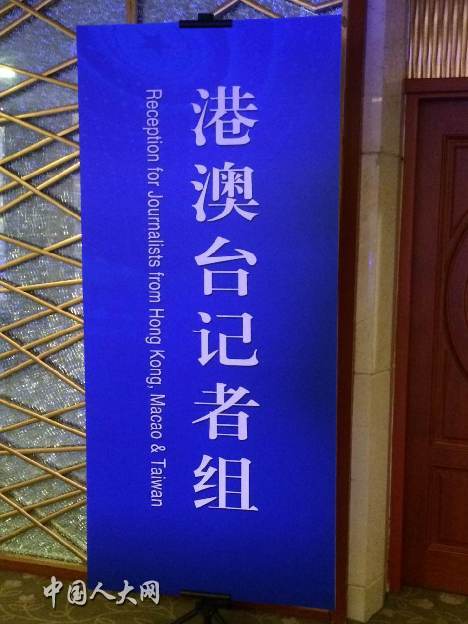 港澳台记者组
Reception for Journalists from Hong Kong, Macao & Taiwan
中国人大网